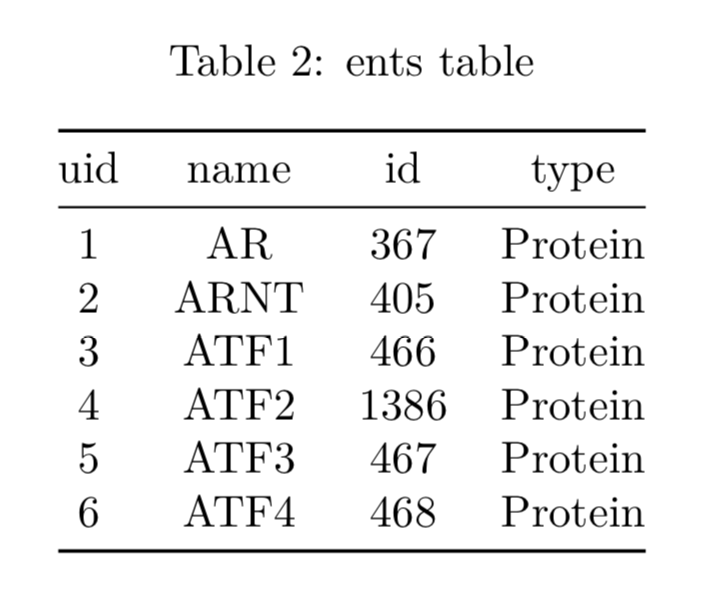 Table 2: ents table
uid name id type
1 AR 367 Protein
2 ARNT 405 Protein
3 ATF1 466 Protein
4 ATF2 1386 Protein
5 ATF3 467 Protein
6 ATF4 468 Protein